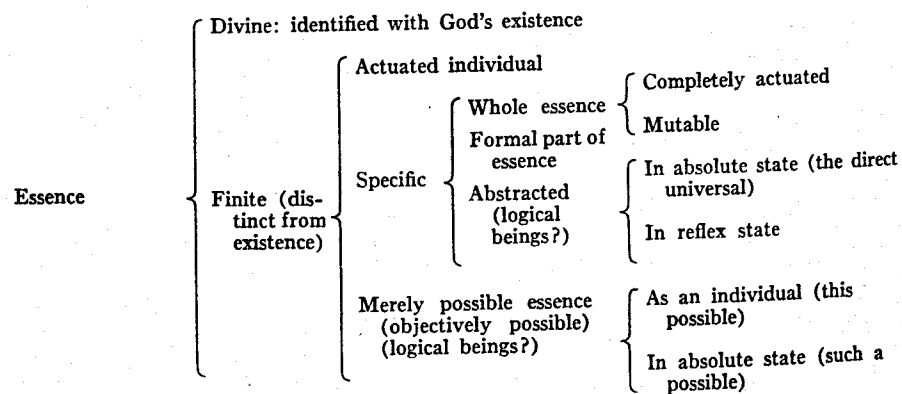 Essence
Divine: identified with God's existence
Finite (dis-
tinct from
existence)
Actuated individual
Specific
Whole essence
Completely actuated
Mutable
Formal part of
essence
Abstracted
(logical
beings?)
In absolute state (the direct
universal)
In reflex state
Merely possible essence
(objectively possible)
(logical beings?)
As an individual (this
possible)
In absolute state (such a
possible)